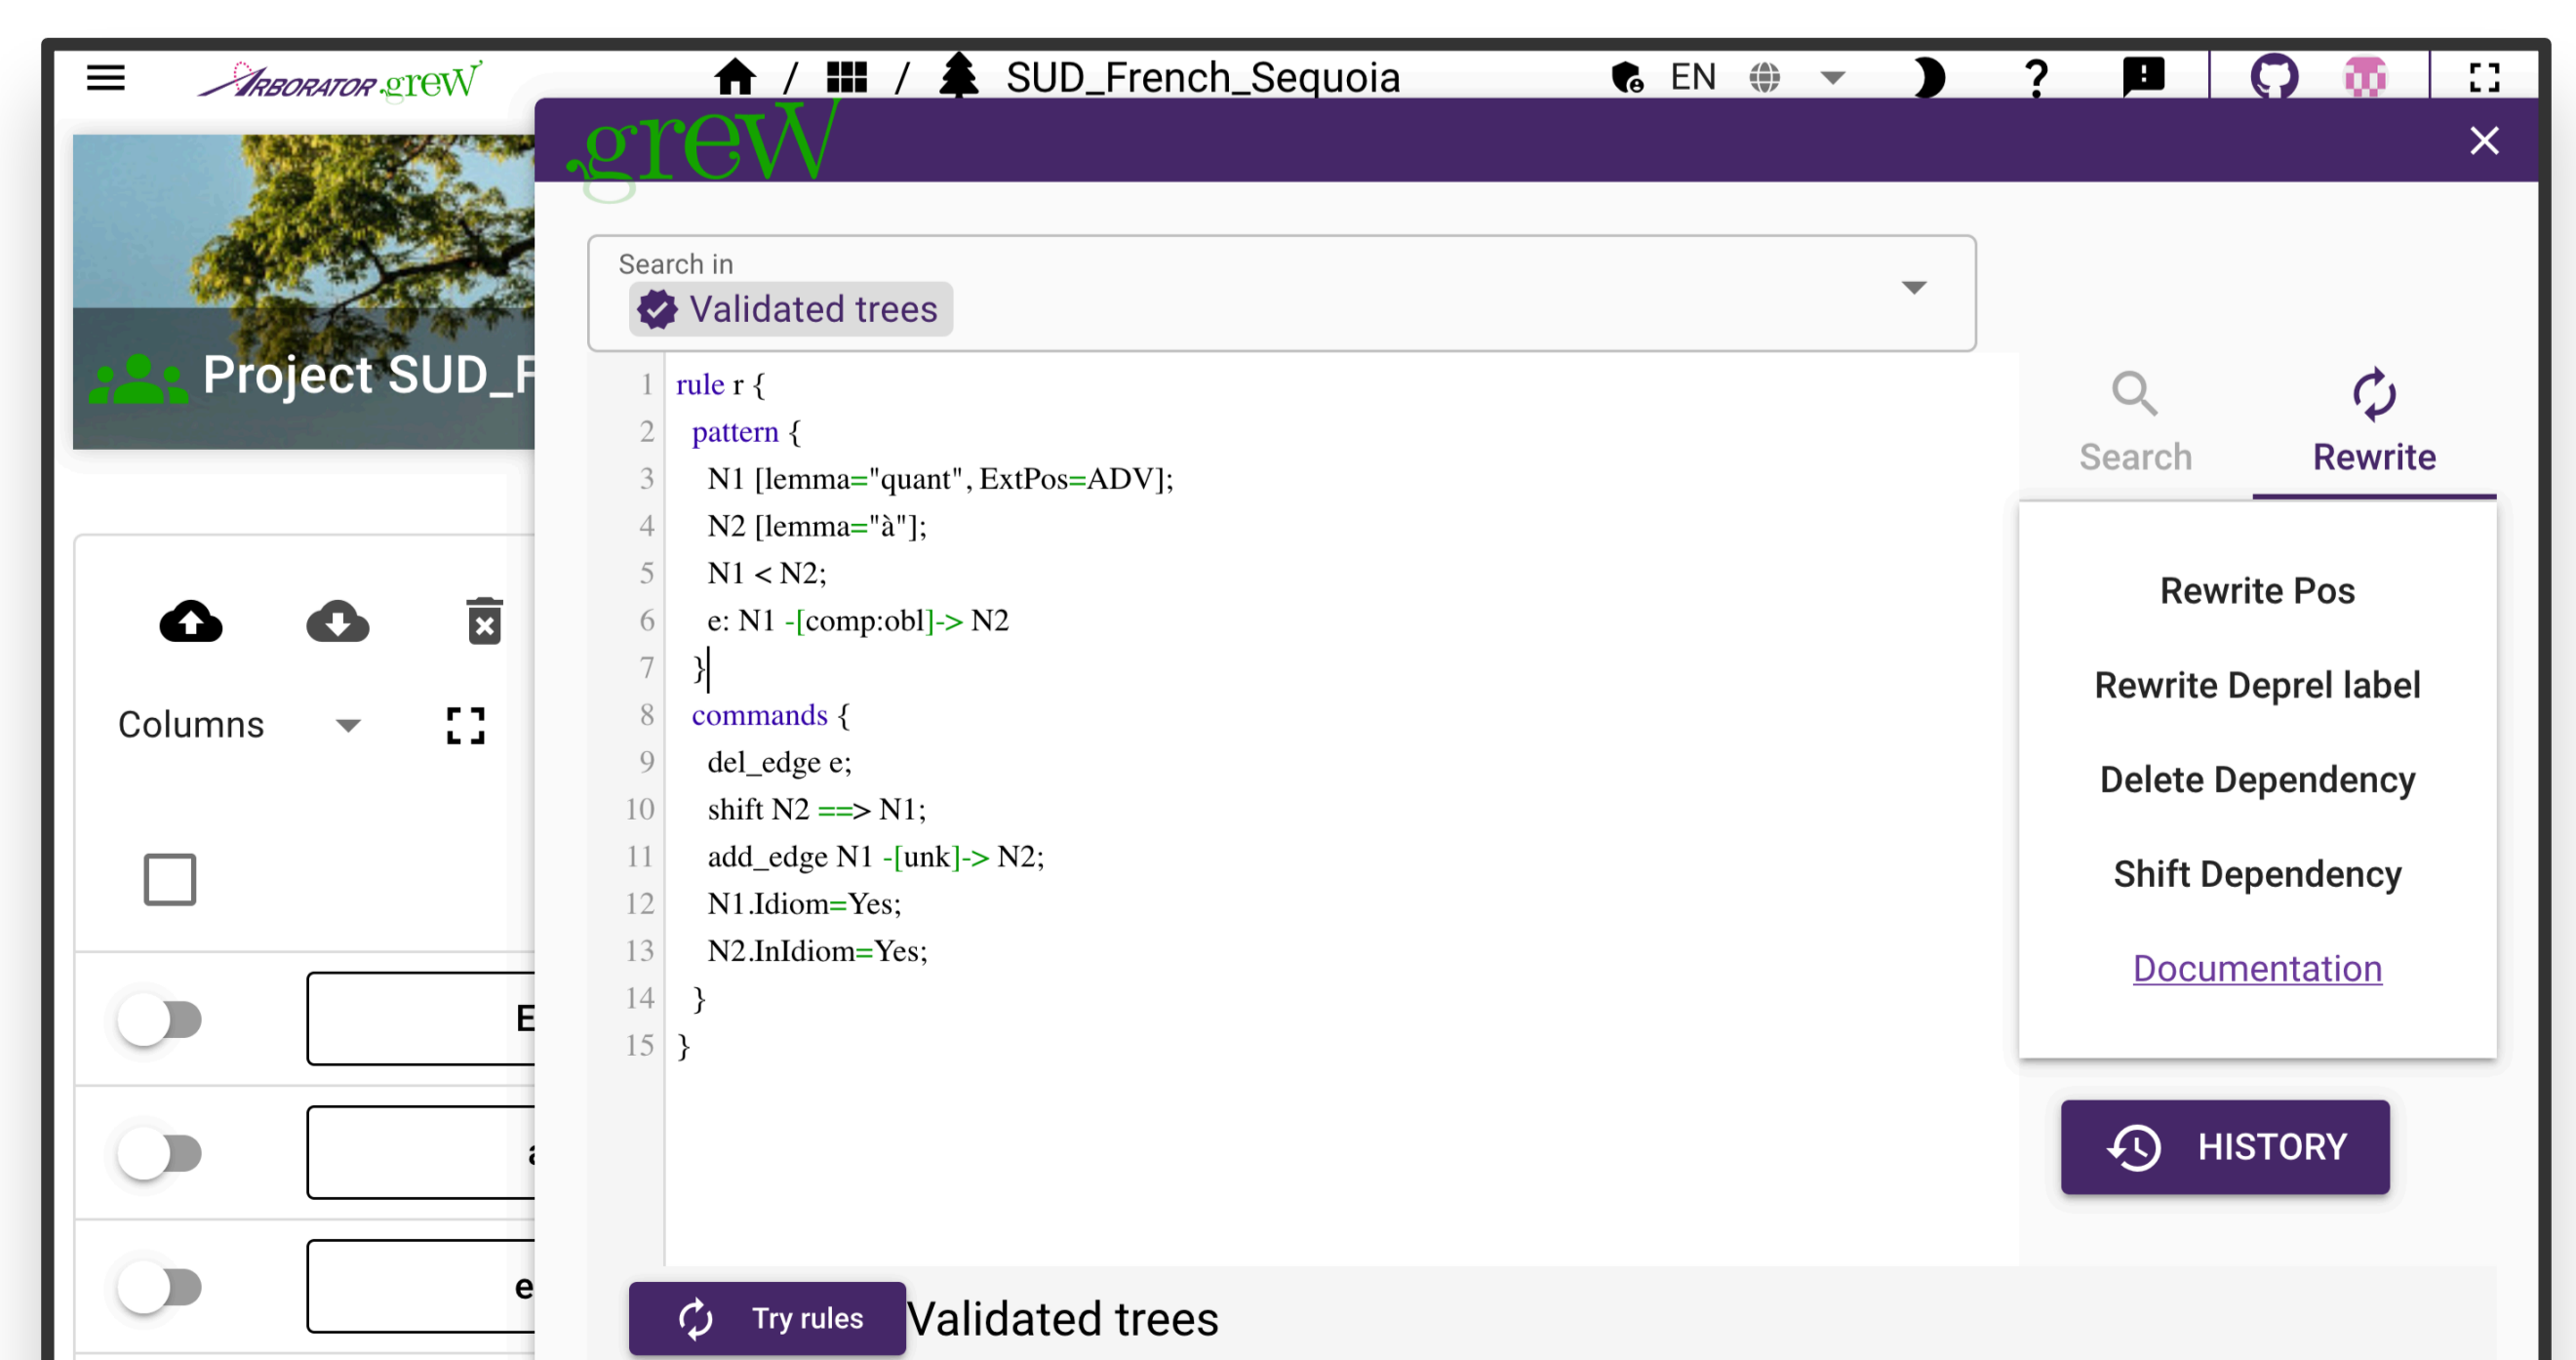 ARBORATOR .grew / / SUD_French_Sequoia EN ?
.grew
Search in
Validated trees
Project SUD_F
1 rule r {
2 pattern {
3 N1 [lemma="quant", ExtPos=ADV];
4 N2 [lemma="à"];
5 N1 < N2;
6 e: N1 -[comp:obl]-> N2
7 }
8 commands {
9 del_edge e;
10 shift N2 ==> N1;
11 add_edge N1 -[unk]-> N2;
12 N1.Idiom=Yes;
13 N2.InIdiom=Yes;
14 }
15 }
Search
Rewrite
Rewrite Pos
Rewrite Deprel label
Delete Dependency
Shift Dependency
Documentation
HISTORY
Columns
E
e
Try rules
Validated trees